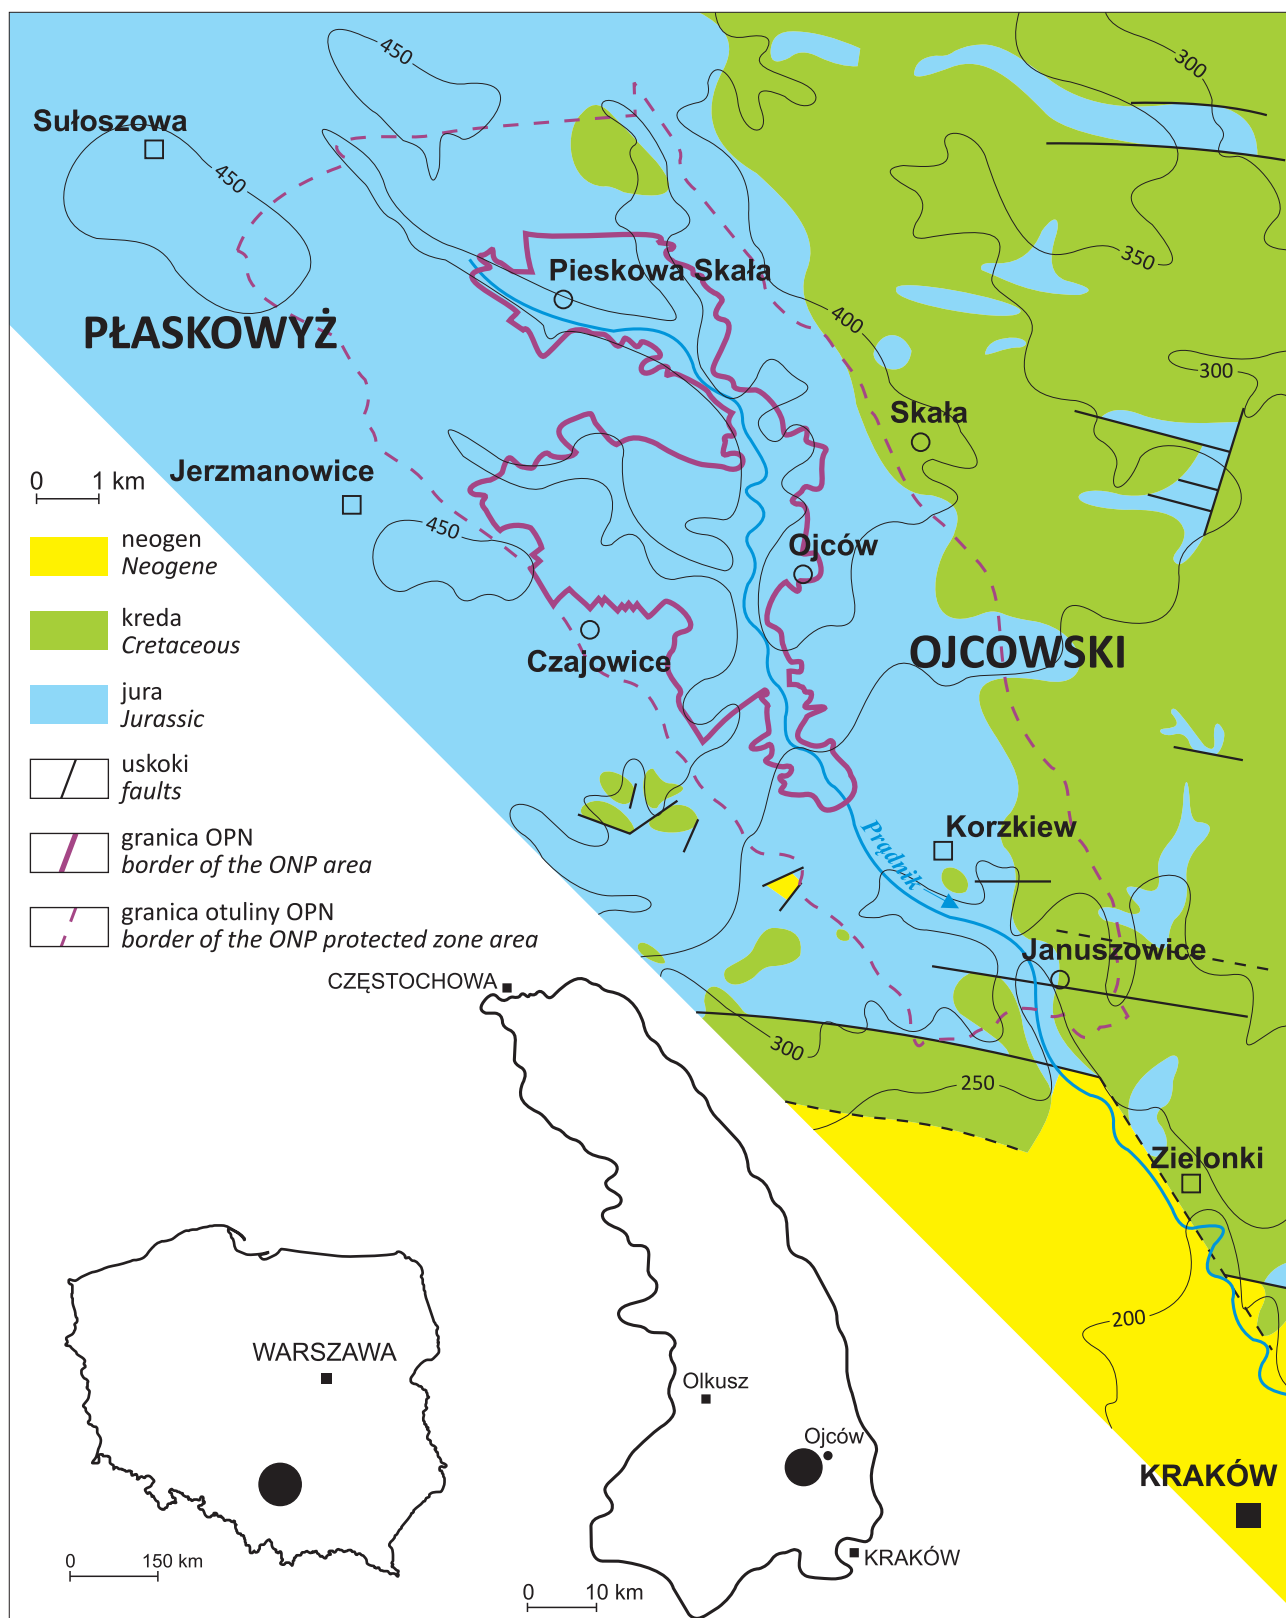 450
300
Sułoszowa
450
350
Pieskowa Skała
400
PŁASKOWYŻ
300
Skała
Jerzmanowice
0 1 km
450
neogen
Neogene
Ojców
kreda
Cretaceous
OJCOWSKI
Czajowice
jura
Jurassic
uskoki
faults
granica OPN
border of the ONP area
Korzkiew
Prądnik
granica otuliny OPN
border of the ONP protected zone area
Januszowice
CZĘSTOCHOWA
300
250
Zielonki
200
WARSZAWA
Olkusz
Ojców
KRAKÓW
KRAKÓW
0 150 km
0 10 km